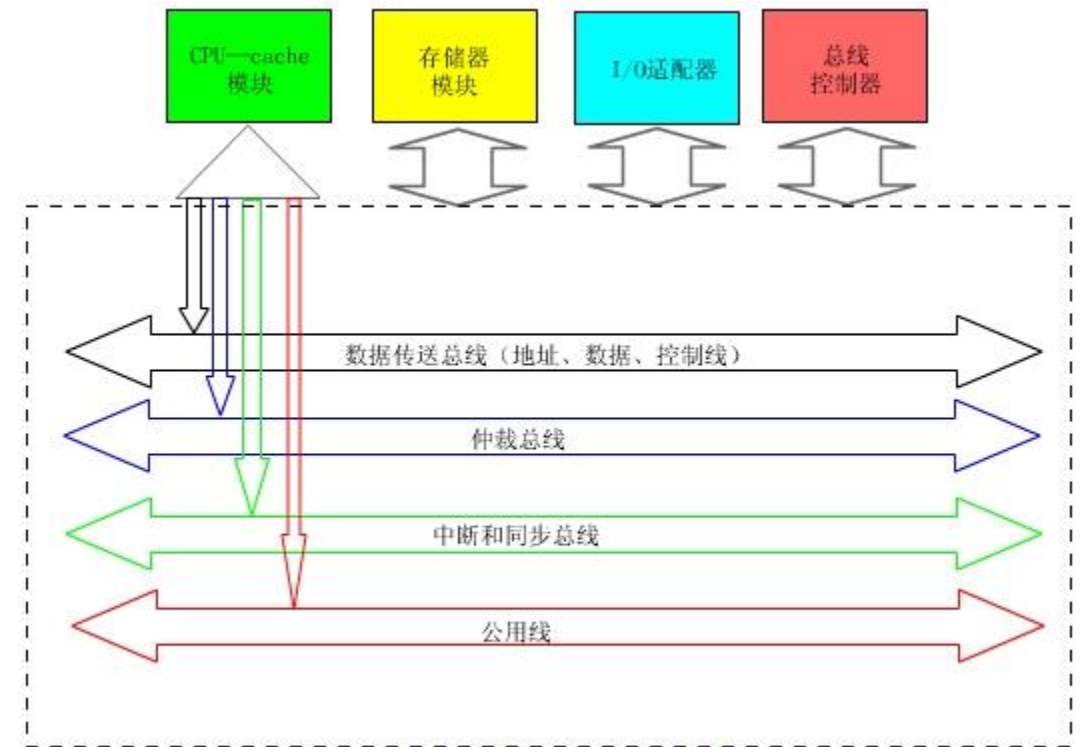 CPU—cache
模块
存储器
模块
I/O适配器
总线
控制器
数据传送总线（地址、数据、控制线）
仲裁总线
中断和同步总线
公用线